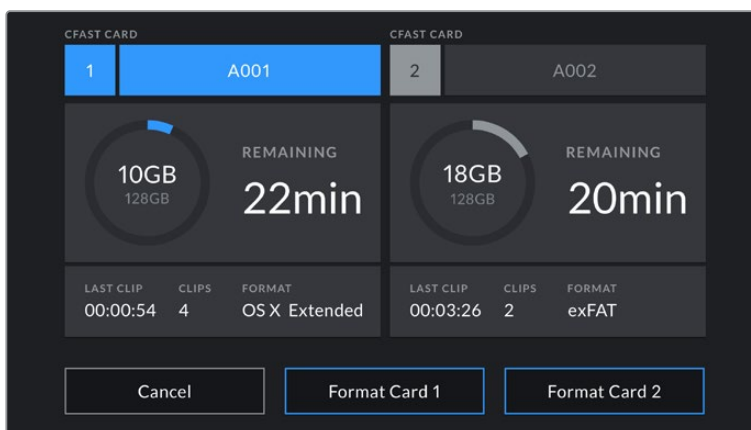 CFAST CARD
1 A001
10GB
128GB
REMAINING
22min
LAST CLIP CLIPS FORMAT
00:00:54 4 OS X Extended
CFAST CARD
2 A002
18GB
128GB
REMAINING
20min
LAST CLIP CLIPS FORMAT
00:03:26 2 exFAT
Cancel Format Card 1 Format Card 2